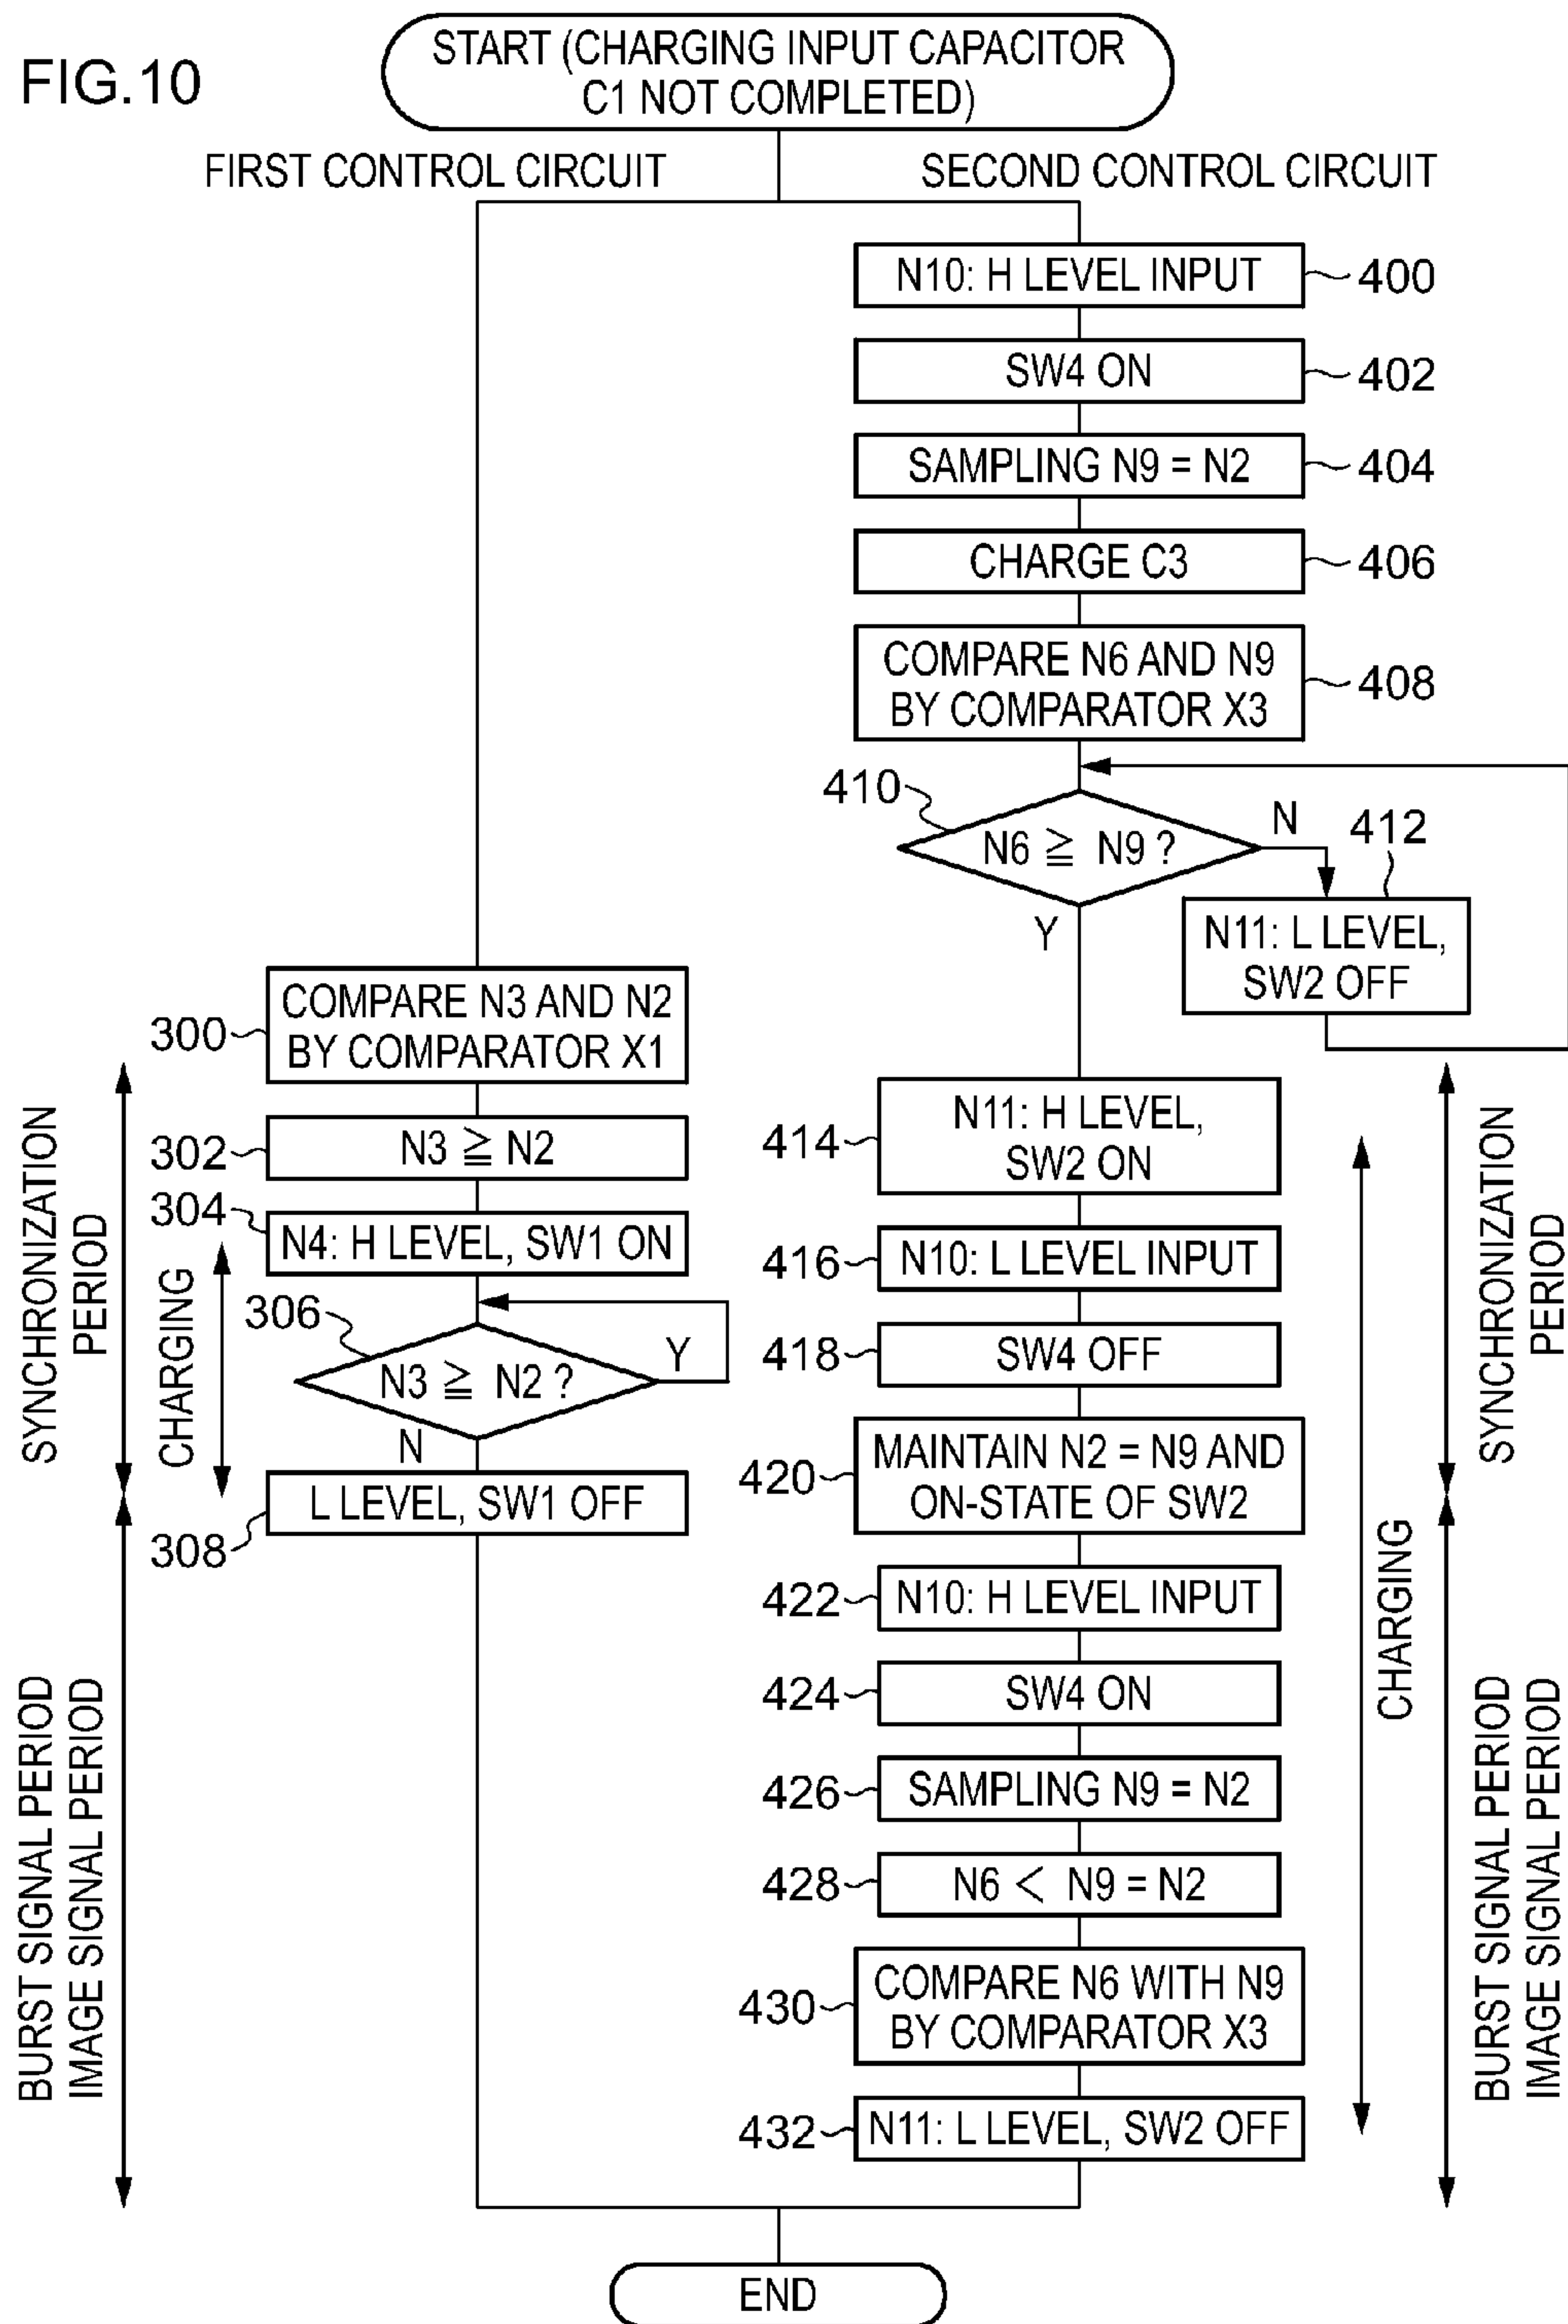 FIG.10
START (CHARGING INPUT CAPACITOR
C1 NOT COMPLETED)
FIRST CONTROL CIRCUIT
SECOND CONTROL CIRCUIT
N10: H LEVEL INPUT
400
SW4 ON
402
SAMPLING N9 = N2
404
CHARGE C3
406
COMPARE N6 AND N9
BY COMPARATOR X3
408
410
N6 ≧ N9 ?
N
Y
412
N11: L LEVEL,
SW2 OFF
300
COMPARE N3 AND N2
BY COMPARATOR X1
302
N3 ≧ N2
304
N4: H LEVEL, SW1 ON
306
N3 ≧ N2 ?
Y
N
308
L LEVEL, SW1 OFF
SYNCHRONIZATION
PERIOD
CHARGING
BURST SIGNAL PERIOD
IMAGE SIGNAL PERIOD
414
N11: H LEVEL,
SW2 ON
416
N10: L LEVEL INPUT
418
SW4 OFF
420
MAINTAIN N2 = N9 AND
ON-STATE OF SW2
422
N10: H LEVEL INPUT
424
SW4 ON
426
SAMPLING N9 = N2
428
N6 < N9 = N2
430
COMPARE N6 WITH N9
BY COMPARATOR X3
432
N11: L LEVEL, SW2 OFF
CHARGING
SYNCHRONIZATION
PERIOD
BURST SIGNAL PERIOD
IMAGE SIGNAL PERIOD
END